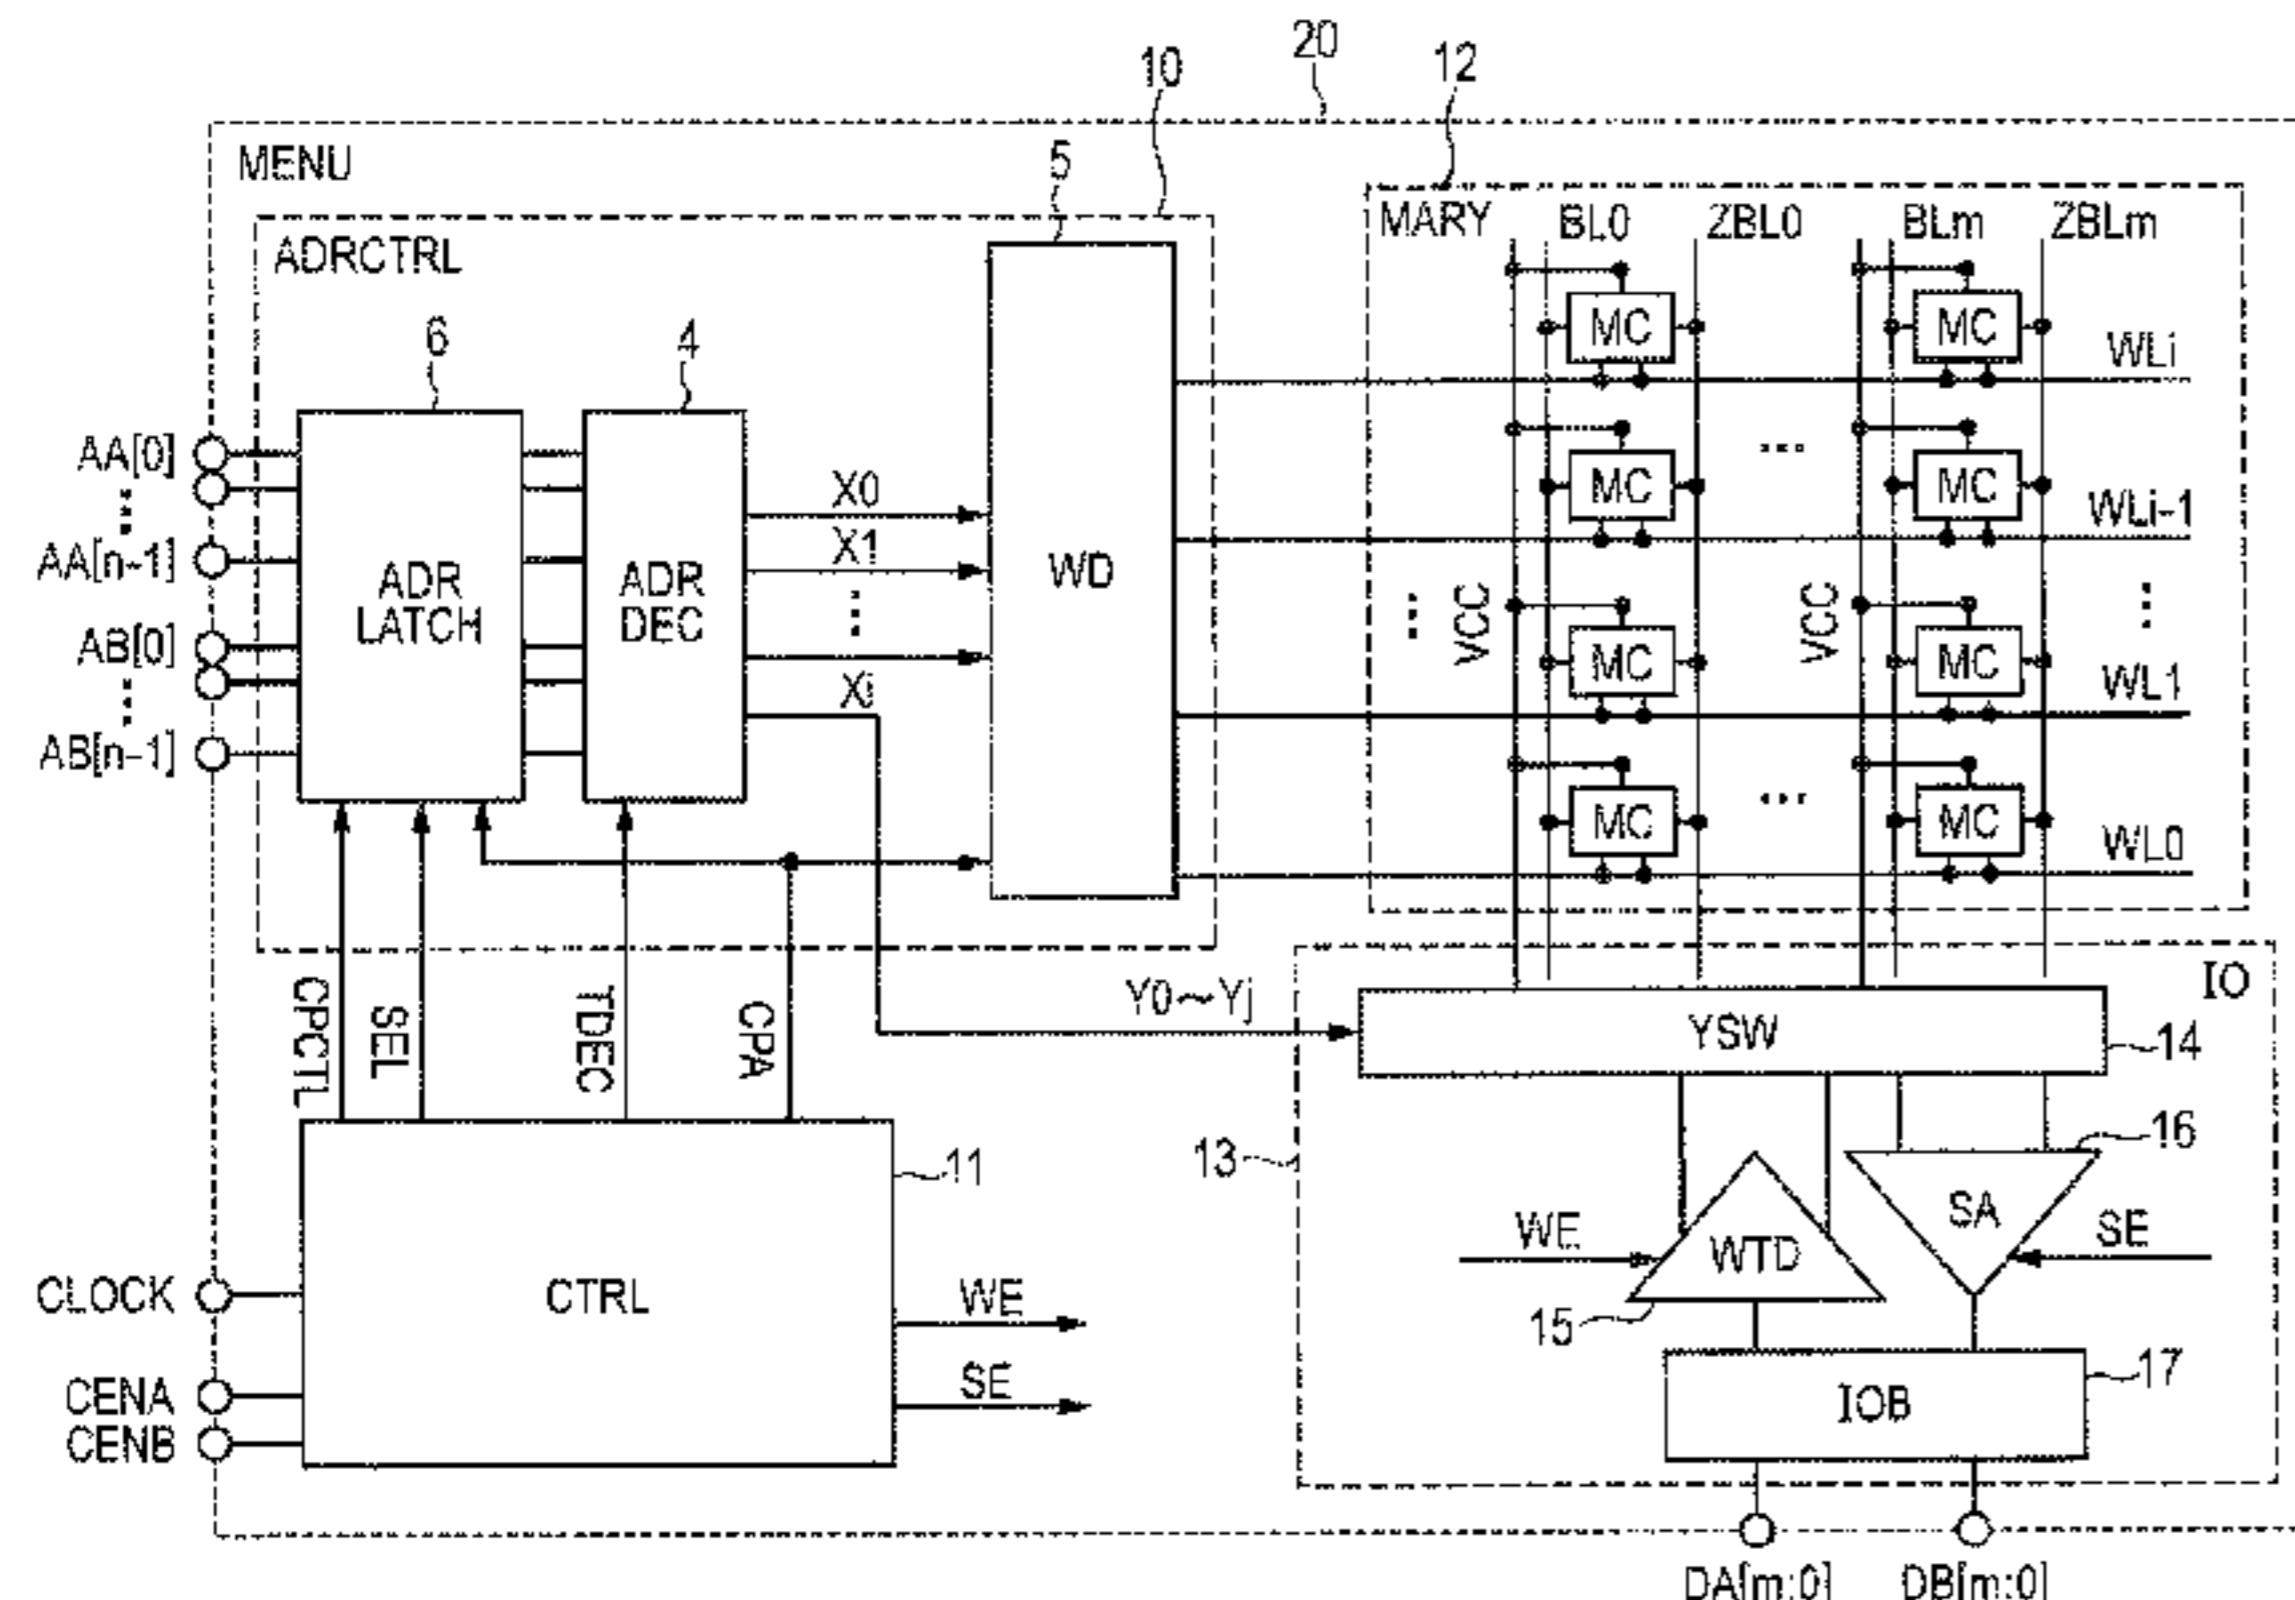 20
12
10
MENU
5
MARY
BL0
ZBL0
BLm
ZBLm
ADRCTRL
6
4
MC
MC
WLi
AA[0]
X0
MC
MC
WLi-1
X1
AA[n-1]
ADR
LATCH
ADR
DEC
WD
VCC
VCC
AB[0]
MC
MC
WL1
Xi
AB[n-1]
MC
MC
WL0
CPCTL
SEL
TDEC
CPA
Y0~Yj
IO
YSW
14
11
13
16
WE
WTD
SA
SE
CLOCK
CTRL
WE
15
CENA
SE
17
CENB
IOB
DA[m:0]
DB[m:0]